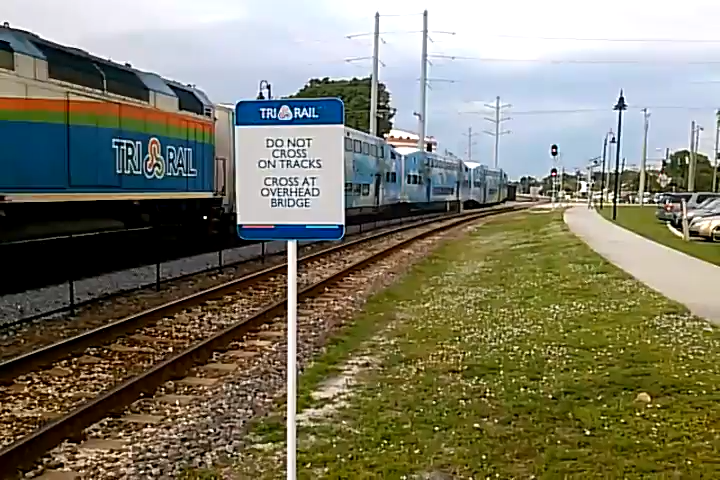 TRI RAIL
TRI RAIL
DO NOT
CROSS
ON TRACKS
CROSS AT
OVERHEAD
BRIDGE